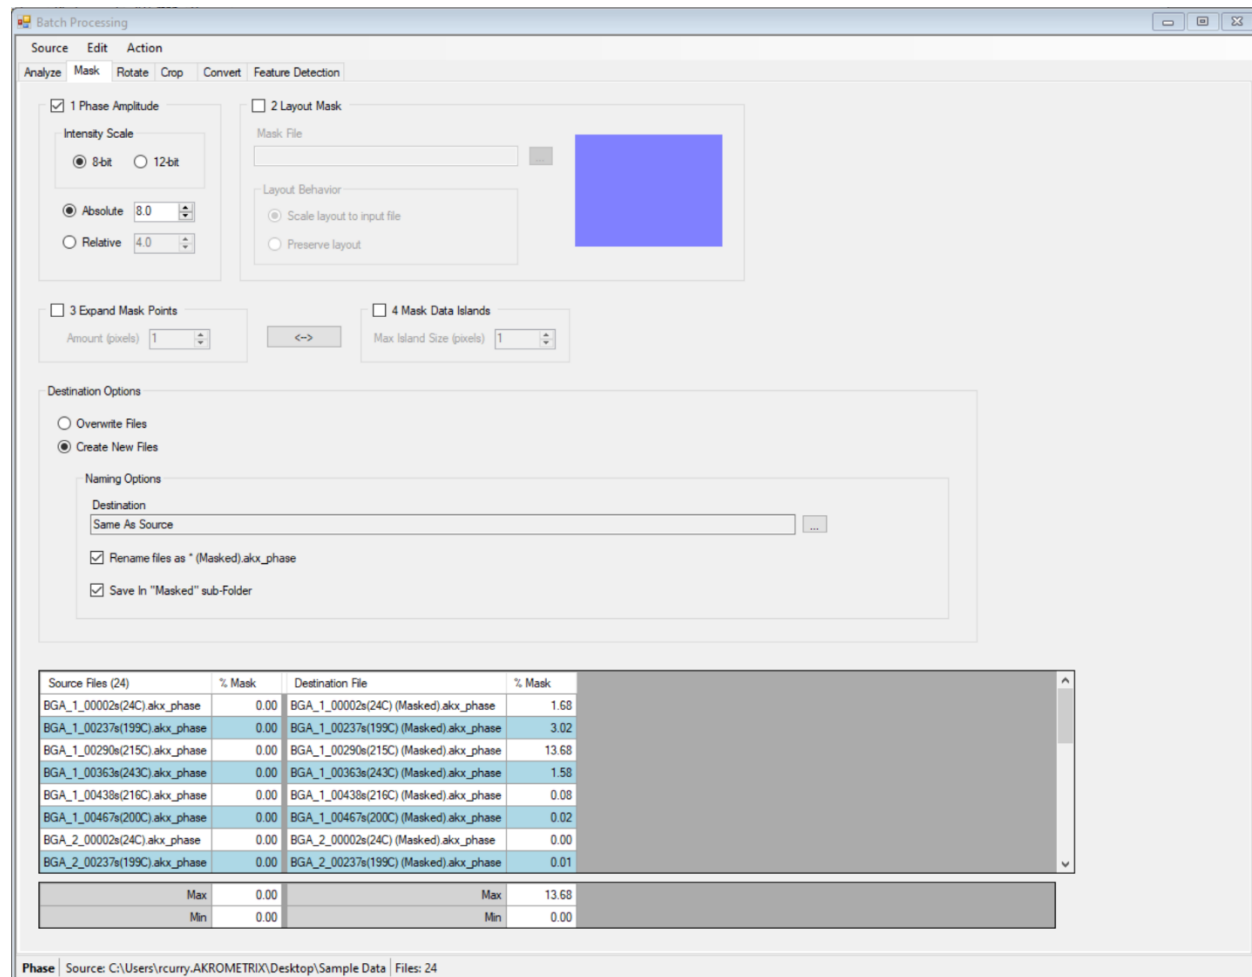 Batch Processing
Source Edit Action
Analyze Mask Rotate Crop Convert Feature Detection
1 Phase Amplitude
2 Layout Mask
Intensity Scale
8-bit 12-bit
Mask File
...
Absolute 8.0
Relative 4.0
Layout Behavior
Scale layout to input file
Preserve layout
3 Expand Mask Points
Amount (pixels) 1
<-->
4 Mask Data Islands
Max Island Size (pixels) 1
Destination Options
Overwrite Files
Create New Files
Naming Options
Destination
Same As Source ...
Rename files as * (Masked).akx_phase
Save In "Masked" sub-Folder
Source Files (24) % Mask Destination File % Mask
BGA_1_00002s(24C).akx_phase 0.00 BGA_1_00002s(24C) (Masked).akx_phase 1.68
BGA_1_00237s(199C).akx_phase 0.00 BGA_1_00237s(199C) (Masked).akx_phase 3.02
BGA_1_00290s(215C).akx_phase 0.00 BGA_1_00290s(215C) (Masked).akx_phase 13.68
BGA_1_00363s(243C).akx_phase 0.00 BGA_1_00363s(243C) (Masked).akx_phase 1.58
BGA_1_00438s(216C).akx_phase 0.00 BGA_1_00438s(216C) (Masked).akx_phase 0.08
BGA_1_00467s(200C).akx_phase 0.00 BGA_1_00467s(200C) (Masked).akx_phase 0.02
BGA_2_00002s(24C).akx_phase 0.00 BGA_2_00002s(24C) (Masked).akx_phase 0.00
BGA_2_00237s(199C).akx_phase 0.00 BGA_2_00237s(199C) (Masked).akx_phase 0.01
Max 0.00 Max 13.68
Min 0.00 Min 0.00
Phase Source: C:\Users\rcurry.AKROMETRIX\Desktop\Sample Data Files: 24